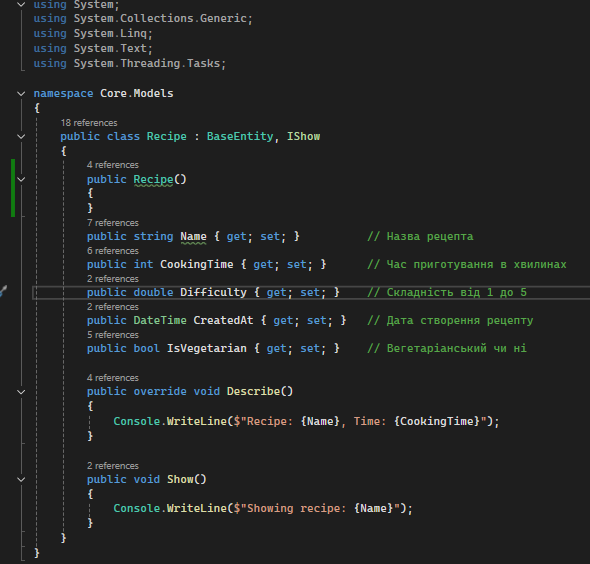 using System;
using System.Collections.Generic;
using System.Linq;
using System.Text;
using System.Threading.Tasks;
namespace Core.Models
{
18 references
public class Recipe : BaseEntity, IShow
{
4 references
public Recipe()
{
}
7 references
public string Name { get; set; } // Назва рецепта
6 references
public int CookingTime { get; set; } // Час приготування в хвилинах
2 references
public double Difficulty { get; set; } // Складність від 1 до 5
2 references
public DateTime CreatedAt { get; set; } // Дата створення рецепту
5 references
public bool IsVegetarian { get; set; } // Вегетаріанський чи ні
4 references
public override void Describe()
{
Console.WriteLine($"Recipe: {Name}, Time: {CookingTime}");
}
2 references
public void Show()
{
Console.WriteLine($"Showing recipe: {Name}");
}
}
}